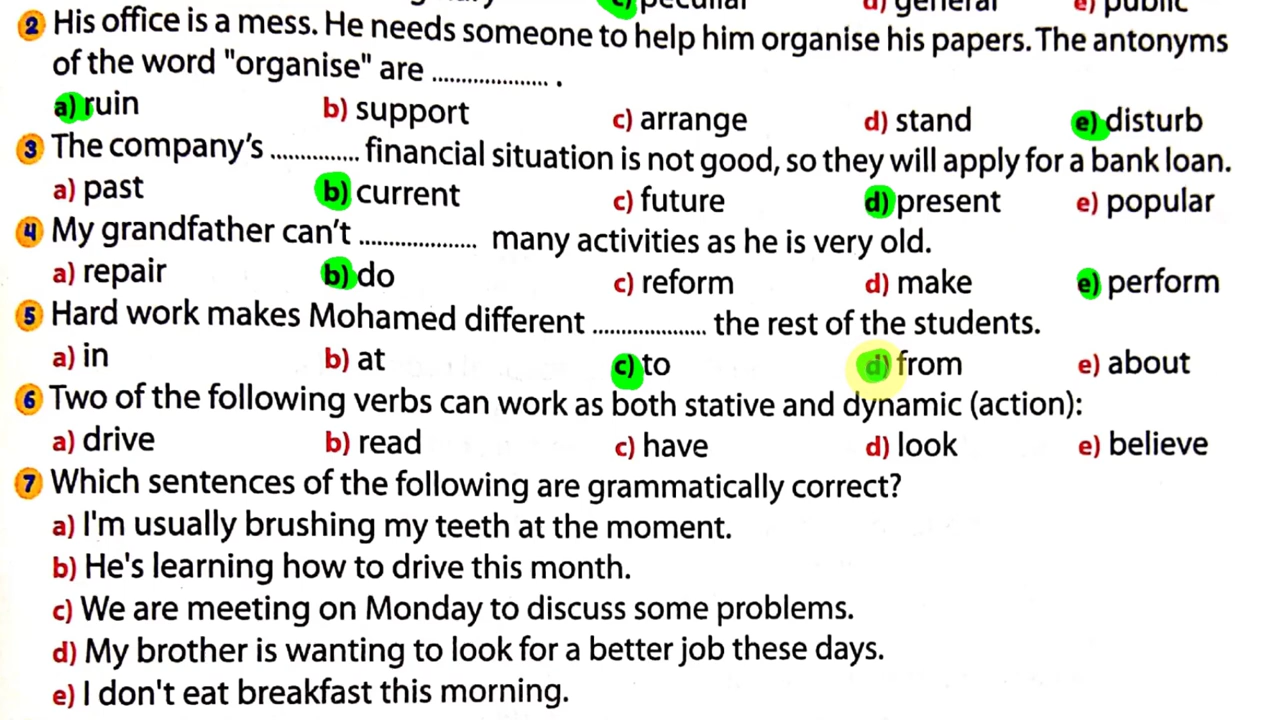 c) peculiar d) general e) public
2 His office is a mess. He needs someone to help him organise his papers. The antonyms
of the word "organise" are .................... .
a) ruin b) support c) arrange d) stand e) disturb
3 The company's .............. financial situation is not good, so they will apply for a bank loan.
a) past b) current c) future d) present e) popular
4 My grandfather can't .................... many activities as he is very old.
a) repair b) do c) reform d) make e) perform
5 Hard work makes Mohamed different .................... the rest of the students.
a) in b) at c) to d) from e) about
6 Two of the following verbs can work as both stative and dynamic (action):
a) drive b) read c) have d) look e) believe
7 Which sentences of the following are grammatically correct?
a) I'm usually brushing my teeth at the moment.
b) He's learning how to drive this month.
c) We are meeting on Monday to discuss some problems.
d) My brother is wanting to look for a better job these days.
e) I don't eat breakfast this morning.